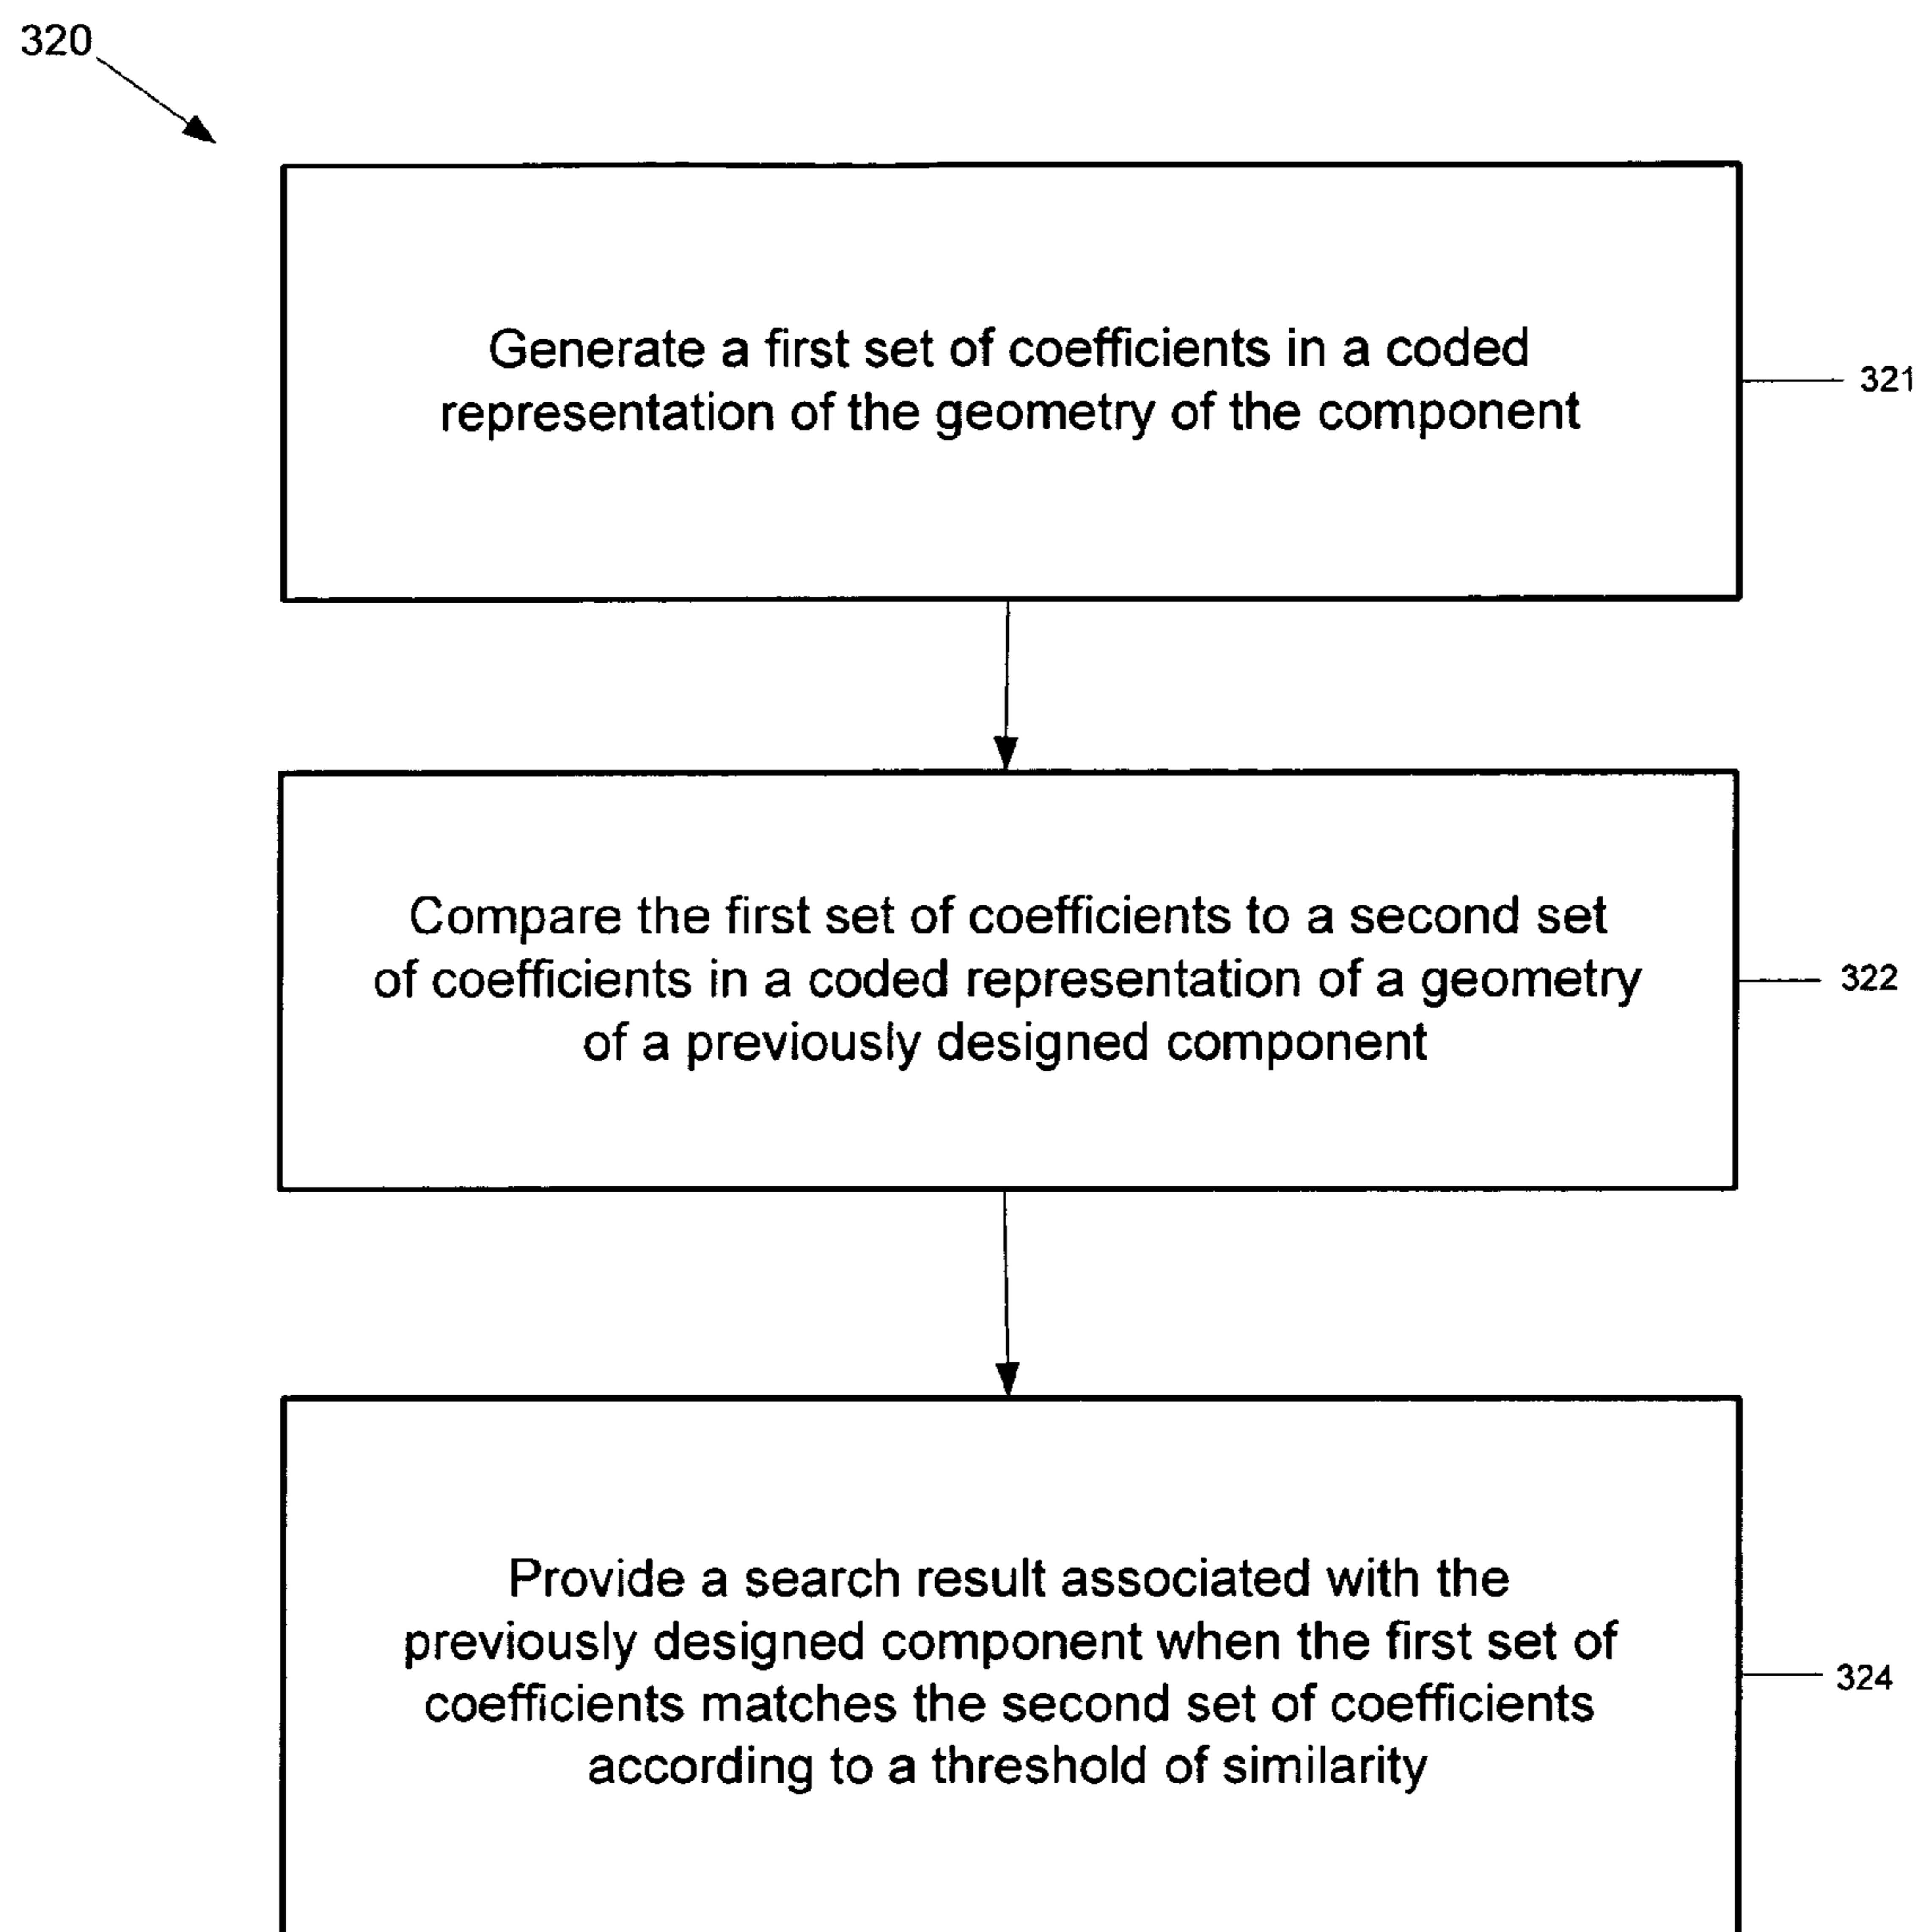 320
Generate a first set of coefficients in a coded
representation of the geometry of the component
321
Compare the first set of coefficients to a second set
of coefficients in a coded representation of a geometry
of a previously designed component
322
Provide a search result associated with the
previously designed component when the first set of
coefficients matches the second set of coefficients
according to a threshold of similarity
324